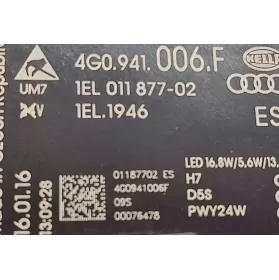 HELLA
4G0.941. 006.F
UM7 1EL 011 877-02
1EL.1946
ES
LED 16,8W/5,6W/13,
01187702 ES
4G0941006F
09S
00076478
H7
D5S
PWY24W
16.01.16
13:09:28